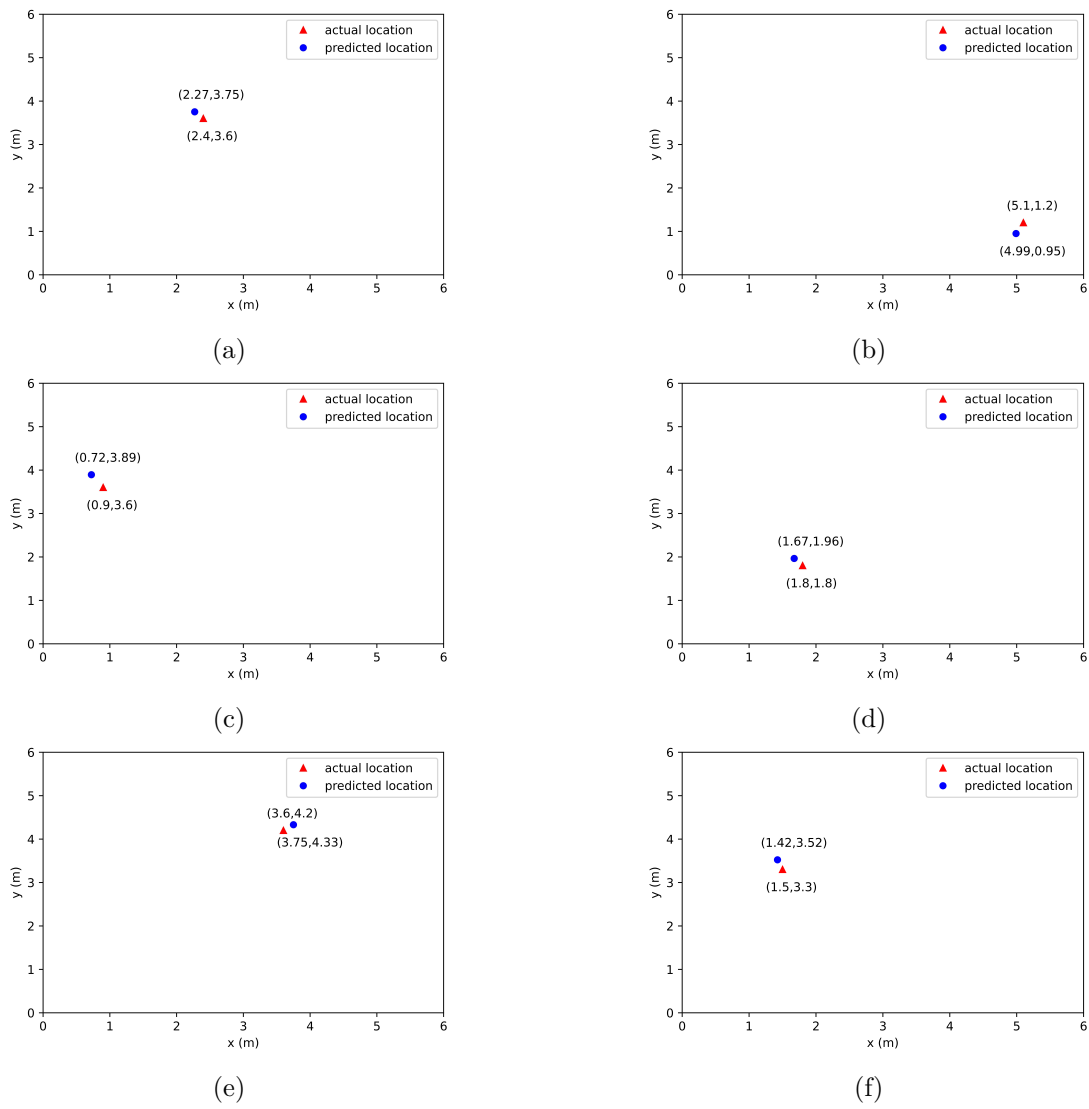 6
5
4
3
2
1
0
y (m)
actual location
predicted location
(2.27,3.75)
(2.4,3.6)
0 1 2 3 4 5 6
x (m)
(a)
6
5
4
3
2
1
0
y (m)
actual location
predicted location
(5.1,1.2)
(4.99,0.95)
0 1 2 3 4 5 6
x (m)
(b)
6
5
4
3
2
1
0
y (m)
actual location
predicted location
(0.72,3.89)
(0.9,3.6)
0 1 2 3 4 5 6
x (m)
(c)
6
5
4
3
2
1
0
y (m)
actual location
predicted location
(1.67,1.96)
(1.8,1.8)
0 1 2 3 4 5 6
x (m)
(d)
6
5
4
3
2
1
0
y (m)
actual location
predicted location
(3.6,4.2)
(3.75,4.33)
0 1 2 3 4 5 6
x (m)
(e)
6
5
4
3
2
1
0
y (m)
actual location
predicted location
(1.42,3.52)
(1.5,3.3)
0 1 2 3 4 5 6
x (m)
(f)